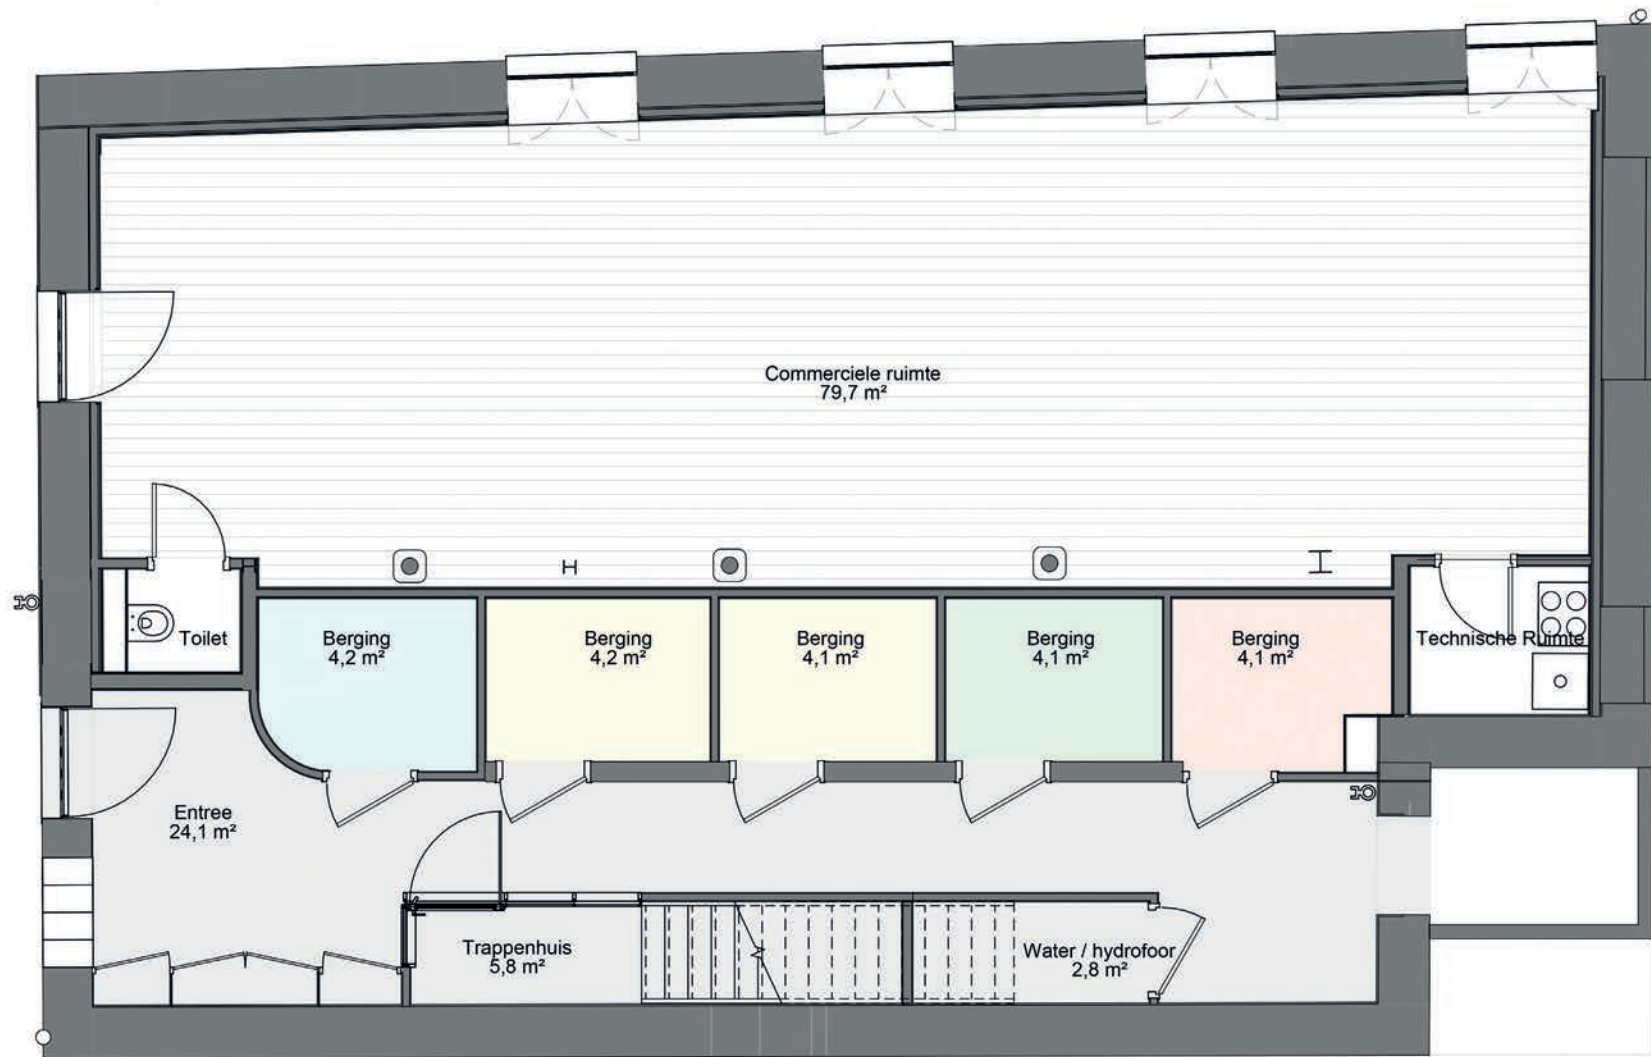 Commerciele ruimte
79,7 m²
Toilet
Berging
4,2 m²
Berging
4,2 m²
Berging
4,1 m²
Berging
4,1 m²
Berging
4,1 m²
Technische Ruimte
Entree
24,1 m²
Trappenhuis
5,8 m²
Water / hydrofoor
2,8 m²